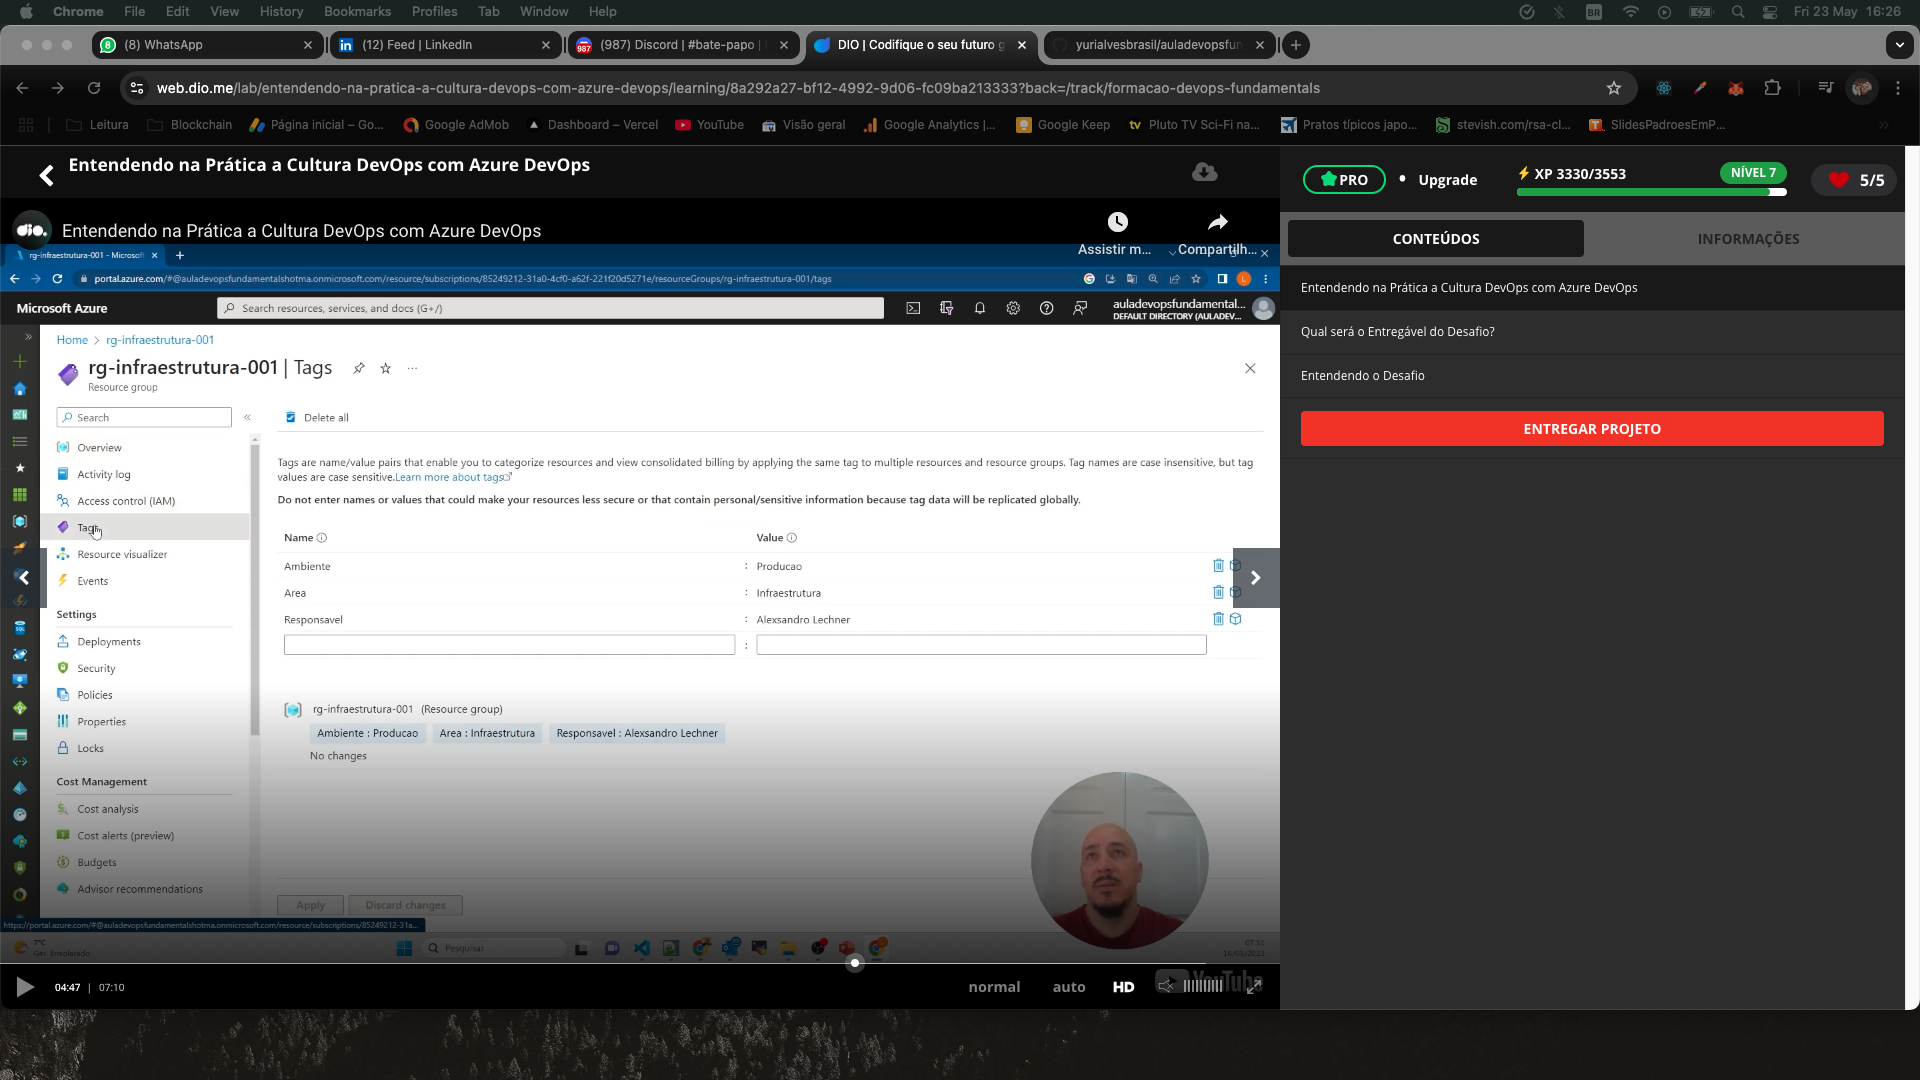 Chrome File Edit View History Bookmarks Profiles Tab Window Help
BR
Fri 23 May 16:26
(8) WhatsApp
(12) Feed | LinkedIn
(987) Discord | #bate-papo |
DIO | Codifique o seu futuro g
yurialvesbrasil/auladevopsfun
web.dio.me/lab/entendendo-na-pratica-a-cultura-devops-com-azure-devops/learning/8a292a27-bf12-4992-9d06-fc09ba213333?back=/track/formacao-devops-fundamentals
Leitura
Blockchain
Página inicial – Go...
Google AdMob
Dashboard – Vercel
YouTube
Visão geral
Google Analytics |...
Google Keep
tv Pluto TV Sci-Fi na...
Pratos típicos japo...
stevish.com/rsa-cl...
SlidesPadroesEmP...
Entendendo na Prática a Cultura DevOps com Azure DevOps
PRO • Upgrade
XP 3330/3553
NÍVEL 7
5/5
dio.
Entendendo na Prática a Cultura DevOps com Azure DevOps
Assistir m...
Compartilh...
rg-infraestrutura-001 - Microsof
portal.azure.com/#@auladevopsfundamentalshotma.onmicrosoft.com/resource/subscriptions/85249212-31a0-4cf0-a62f-221f20d5271e/resourceGroups/rg-infraestrutura-001/tags
Microsoft Azure
Search resources, services, and docs (G+/)
auladevopsfundamental...
DEFAULT DIRECTORY (AULADEV...
Home > rg-infraestrutura-001
rg-infraestrutura-001 | Tags
Resource group
Search
Delete all
Overview
Activity log
Access control (IAM)
Tags
Resource visualizer
Events
Settings
Deployments
Security
Policies
Properties
Locks
Cost Management
Cost analysis
Cost alerts (preview)
Budgets
Advisor recommendations
Tags are name/value pairs that enable you to categorize resources and view consolidated billing by applying the same tag to multiple resources and resource groups. Tag names are case insensitive, but tag
values are case sensitive.Learn more about tags
Do not enter names or values that could make your resources less secure or that contain personal/sensitive information because tag data will be replicated globally.
Name Value
Ambiente : Producao
Area : Infraestrutura
Responsavel : Alexsandro Lechner
:
rg-infraestrutura-001 (Resource group)
Ambiente : Producao Area : Infraestrutura Responsavel : Alexsandro Lechner
No changes
Apply Discard changes
https://portal.azure.com/#@auladevopsfundamentalshotma.onmicrosoft.com/resource/subscriptions/85249212-31a...
7°C
Ger. Ensolarado
Pesquisar
07:51
16/01/2023
04:47 | 07:10
normal auto HD
YouTube
CONTEÚDOS INFORMAÇÕES
Entendendo na Prática a Cultura DevOps com Azure DevOps
Qual será o Entregável do Desafio?
Entendendo o Desafio
ENTREGAR PROJETO